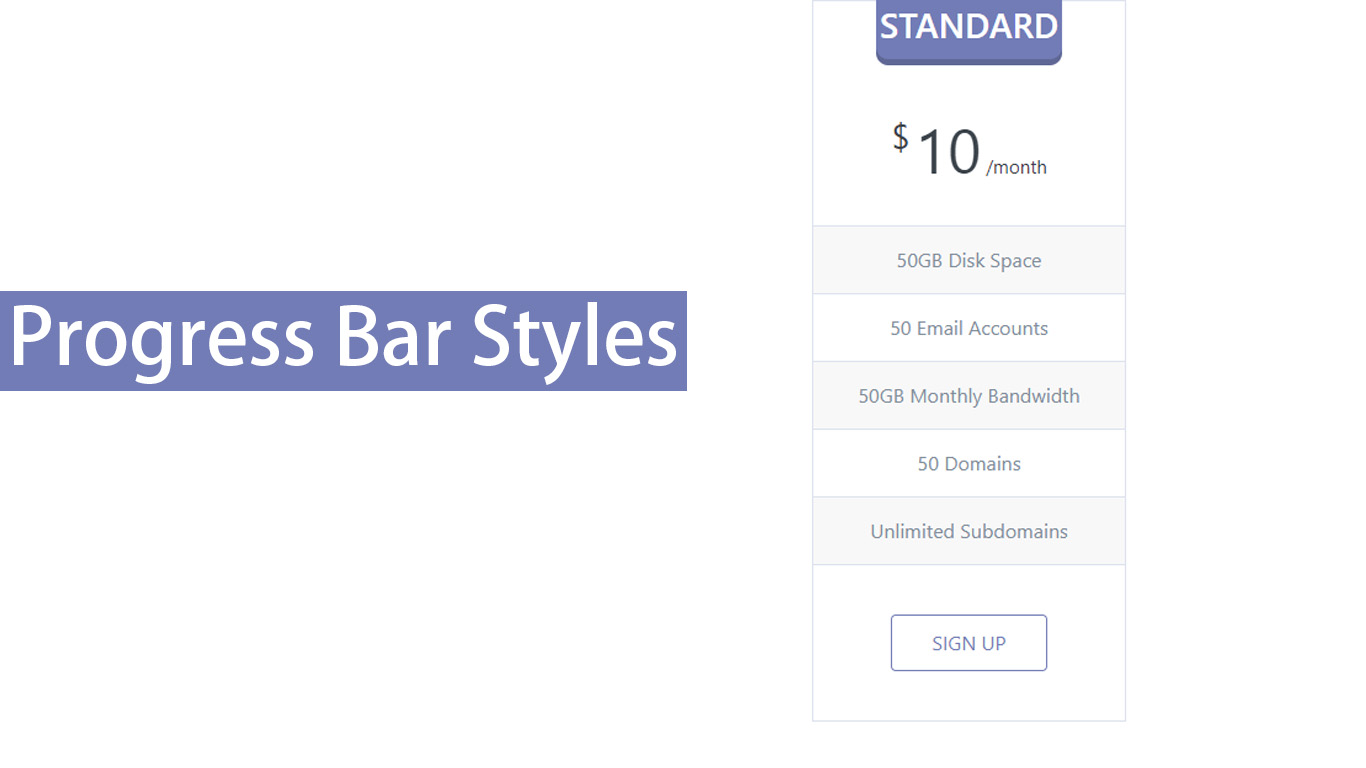 Progress Bar Styles
STANDARD
$10 /month
50GB Disk Space
50 Email Accounts
50GB Monthly Bandwidth
50 Domains
Unlimited Subdomains
SIGN UP